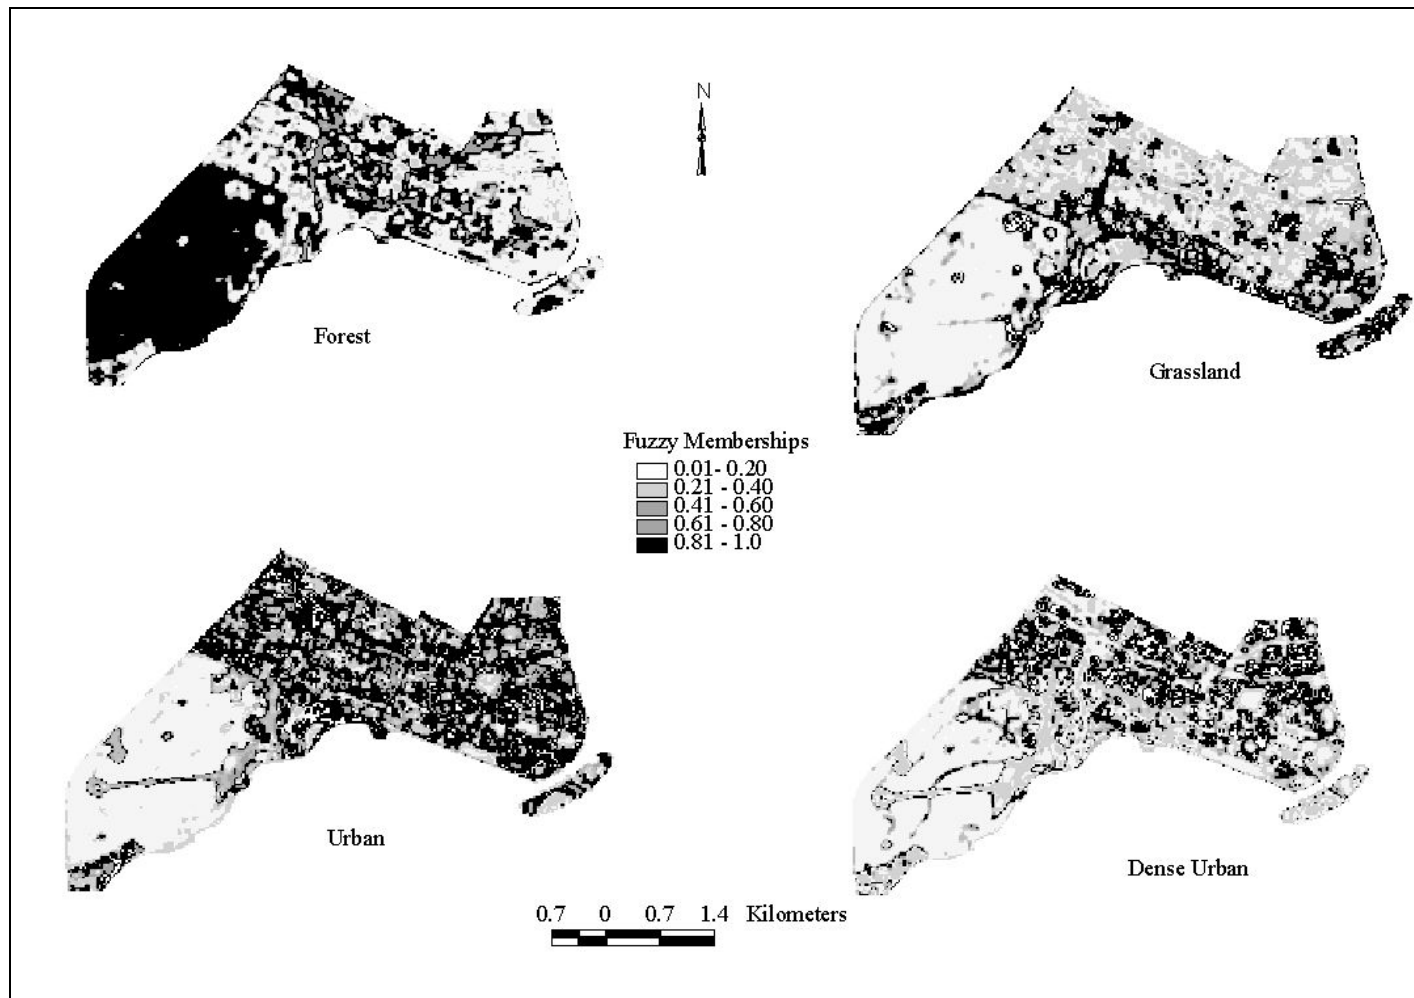 N
Forest
Grassland
Fuzzy Memberships
0.01- 0.20
0.21 - 0.40
0.41 - 0.60
0.61 - 0.80
0.81 - 1.0
Urban
Dense Urban
0.7 0 0.7 1.4 Kilometers